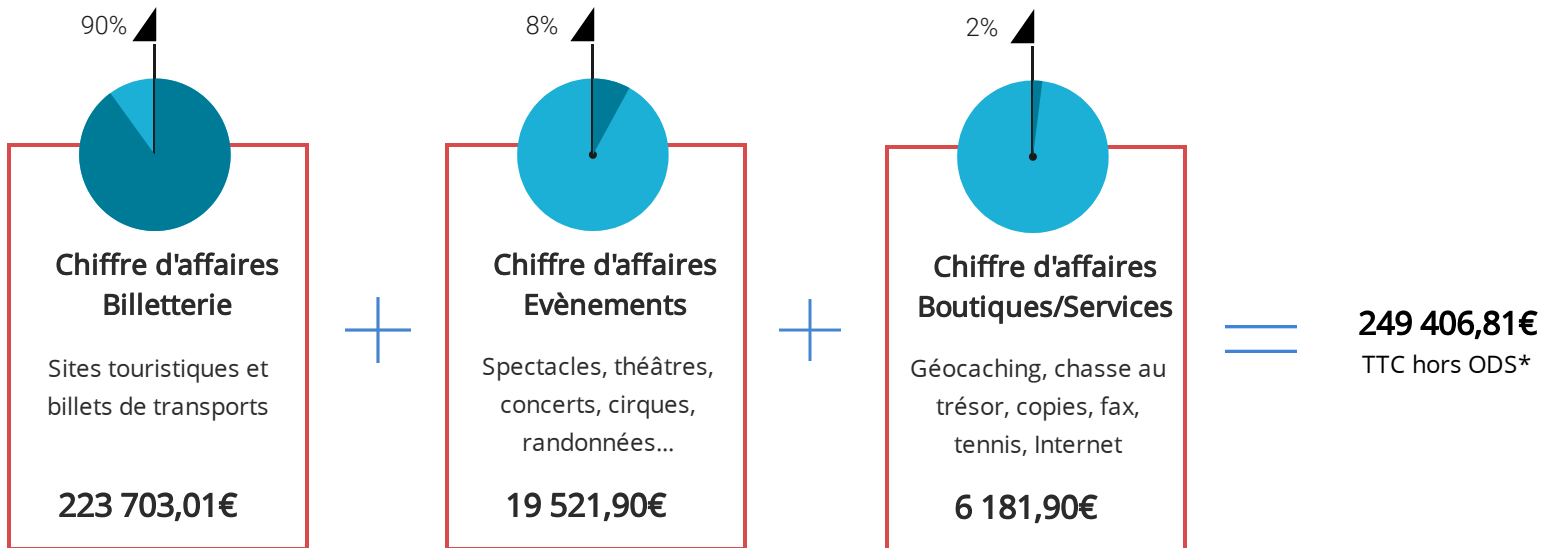 90%
Chiffre d'affaires
Billetterie
Sites touristiques et
billets de transports
223 703,01€
8%
Chiffre d'affaires
Evènements
Spectacles, théâtres,
concerts, cirques,
randonnées...
19 521,90€
2%
Chiffre d'affaires
Boutiques/Services
Géocaching, chasse au
trésor, copies, fax,
tennis, Internet
6 181,90€
249 406,81€
TTC hors ODS*